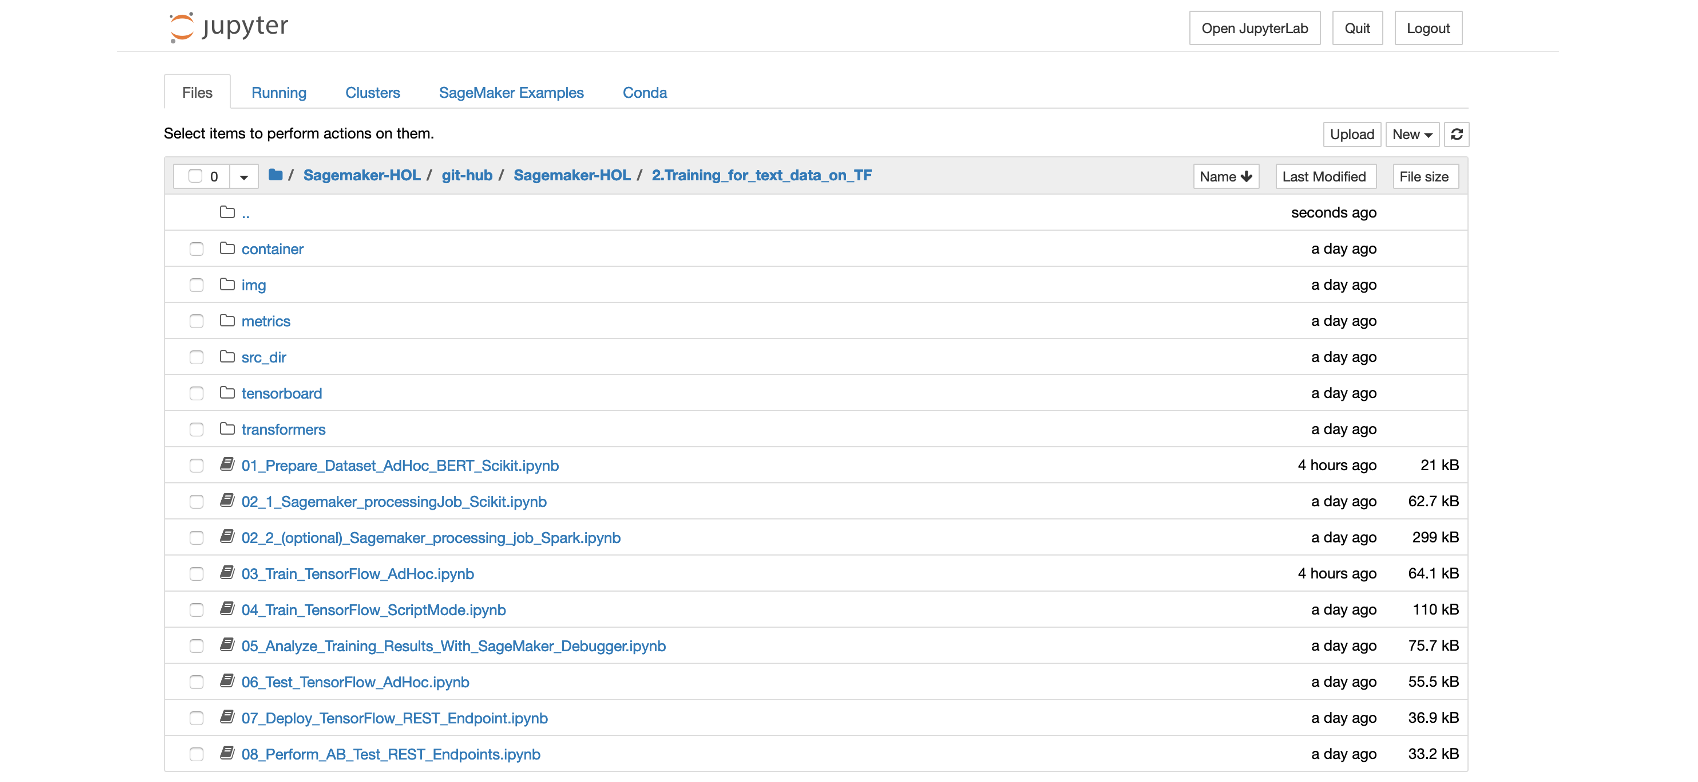 jupyter
Open JupyterLab Quit Logout
Files Running Clusters SageMaker Examples Conda
Select items to perform actions on them.
Upload New
0 / Sagemaker-HOL / git-hub / Sagemaker-HOL / 2.Training_for_text_data_on_TF Name Last Modified File size
.. seconds ago
container a day ago
img a day ago
metrics a day ago
src_dir a day ago
tensorboard a day ago
transformers a day ago
01_Prepare_Dataset_AdHoc_BERT_Scikit.ipynb 4 hours ago 21 kB
02_1_Sagemaker_processingJob_Scikit.ipynb a day ago 62.7 kB
02_2_(optional)_Sagemaker_processing_job_Spark.ipynb a day ago 299 kB
03_Train_TensorFlow_AdHoc.ipynb 4 hours ago 64.1 kB
04_Train_TensorFlow_ScriptMode.ipynb a day ago 110 kB
05_Analyze_Training_Results_With_SageMaker_Debugger.ipynb a day ago 75.7 kB
06_Test_TensorFlow_AdHoc.ipynb a day ago 55.5 kB
07_Deploy_TensorFlow_REST_Endpoint.ipynb a day ago 36.9 kB
08_Perform_AB_Test_REST_Endpoints.ipynb a day ago 33.2 kB